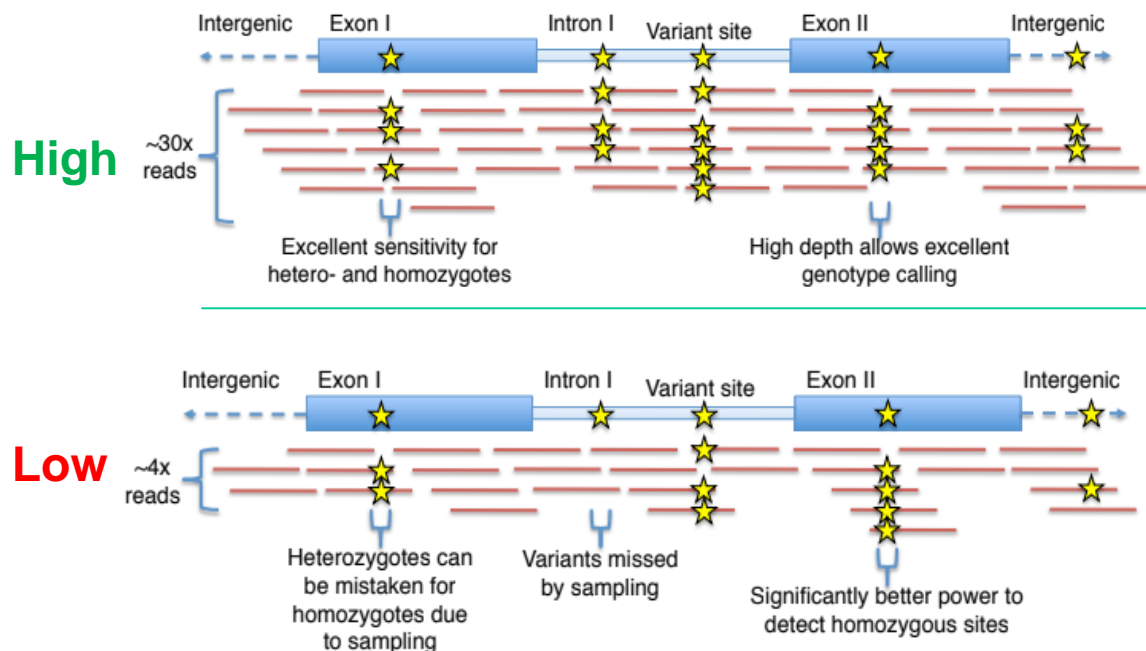 Intergenic Exon I Intron I Variant site Exon II Intergenic
High
~30x
reads
Excellent sensitivity for
hetero- and homozygotes
High depth allows excellent
genotype calling
Intergenic Exon I Intron I Variant site Exon II Intergenic
Low
~4x
reads
Heterozygotes can
be mistaken for
homozygotes due
to sampling
Variants missed
by sampling
Significantly better power to
detect homozygous sites